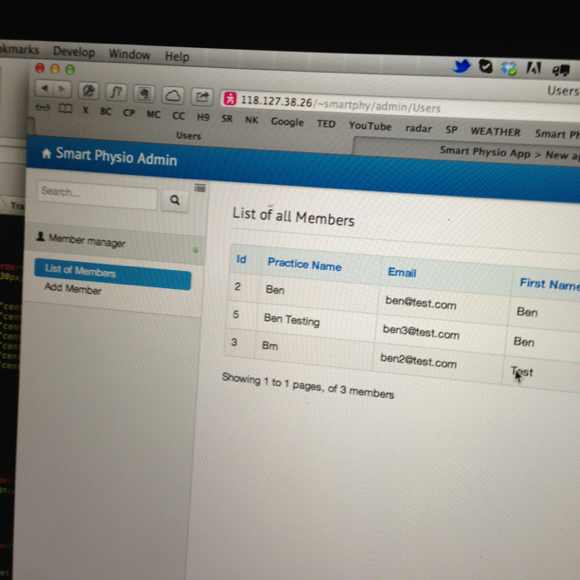 okmarks Develop Window Help
Users
118.127.38.26/~smartphy/admin/Users
X BC CP MC CC H9 SR NK Google TED YouTube radar SP WEATHER Smart Ph
Users
Smart Physio App > New ap
Smart Physio Admin
Search...
List of all Members
Member manager
List of Members
Add Member
Id Practice Name Email First Name
2 Ben ben@test.com Ben
5 Ben Testing ben3@test.com Ben
3 Bm ben2@test.com Test
Showing 1 to 1 pages, of 3 members